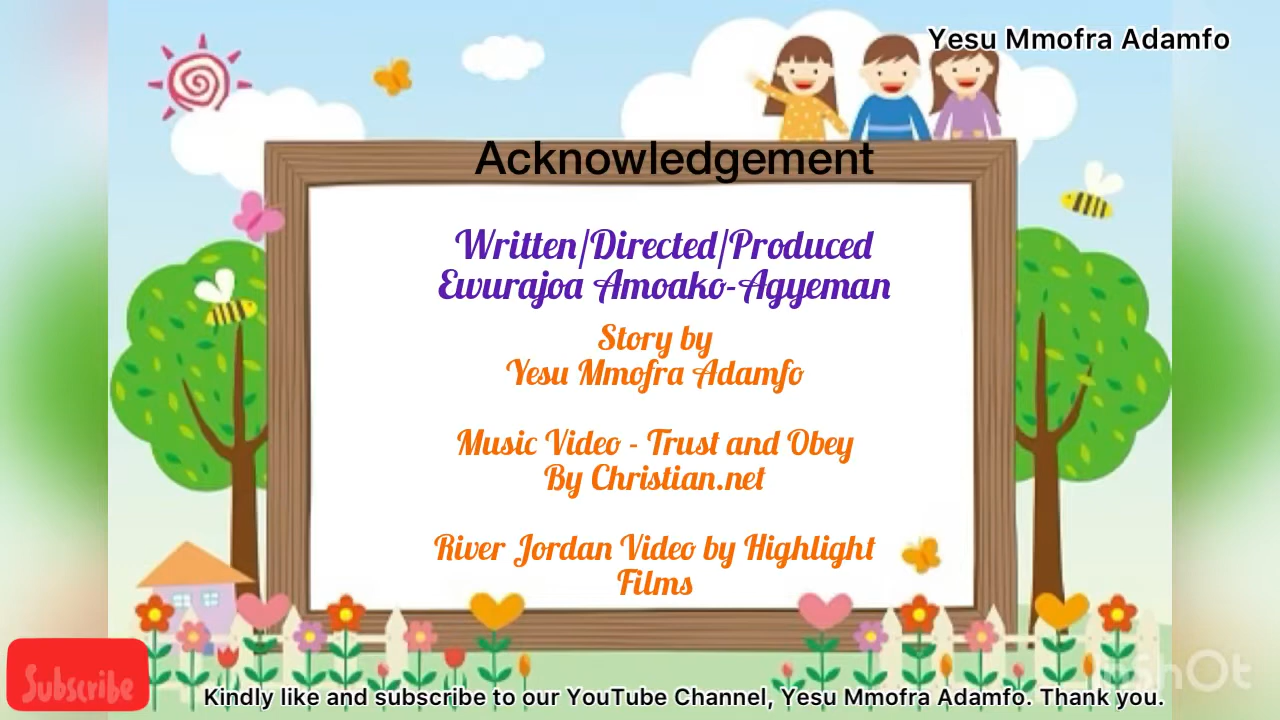 Yesu Mmofra Adamfo
Acknowledgement
Written/Directed/Produced
Ewurajoa Amoako-Agyeman
Story by
Yesu Mmofra Adamfo
Music Video - Trust and Obey
By Christian.net
River Jordan Video by Highlight
Films
Subscribe
Kindly like and subscribe to our YouTube Channel, Yesu Mmofra Adamfo. Thank you.